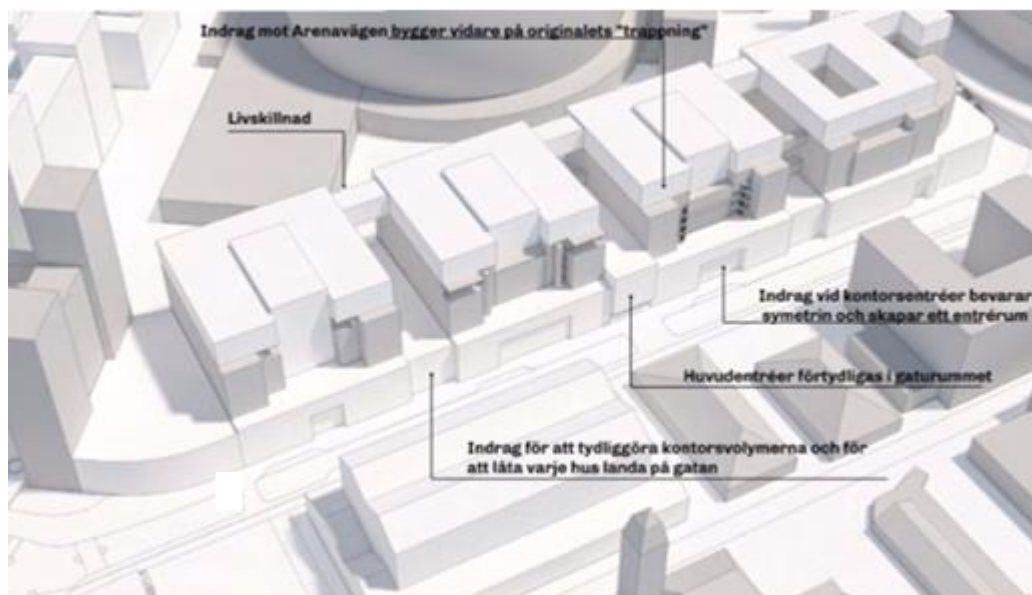 Indrag mot Arenavägen bygger vidare på originalets "trappning"
Livskillnad
Indrag vid kontorsentréer bevarar
symetrin och skapar ett entrérum
Huvudentréer förtydligas i gaturummet
Indrag för att tydliggöra kontorsvolymerna och för
att låta varje hus landa på gatan